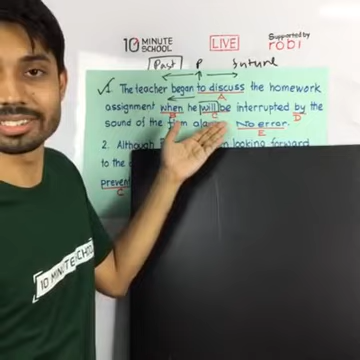 10 MINUTE SCHOOL
LIVE
Supported by
robi
Past P Future
1. The teacher began to discuss the homework
A
assignment when he will be interrupted by the
B C D
sound of the No error.
E
2. Although looking forward
to the
prevent
C
10 MINUTE SCHOOL